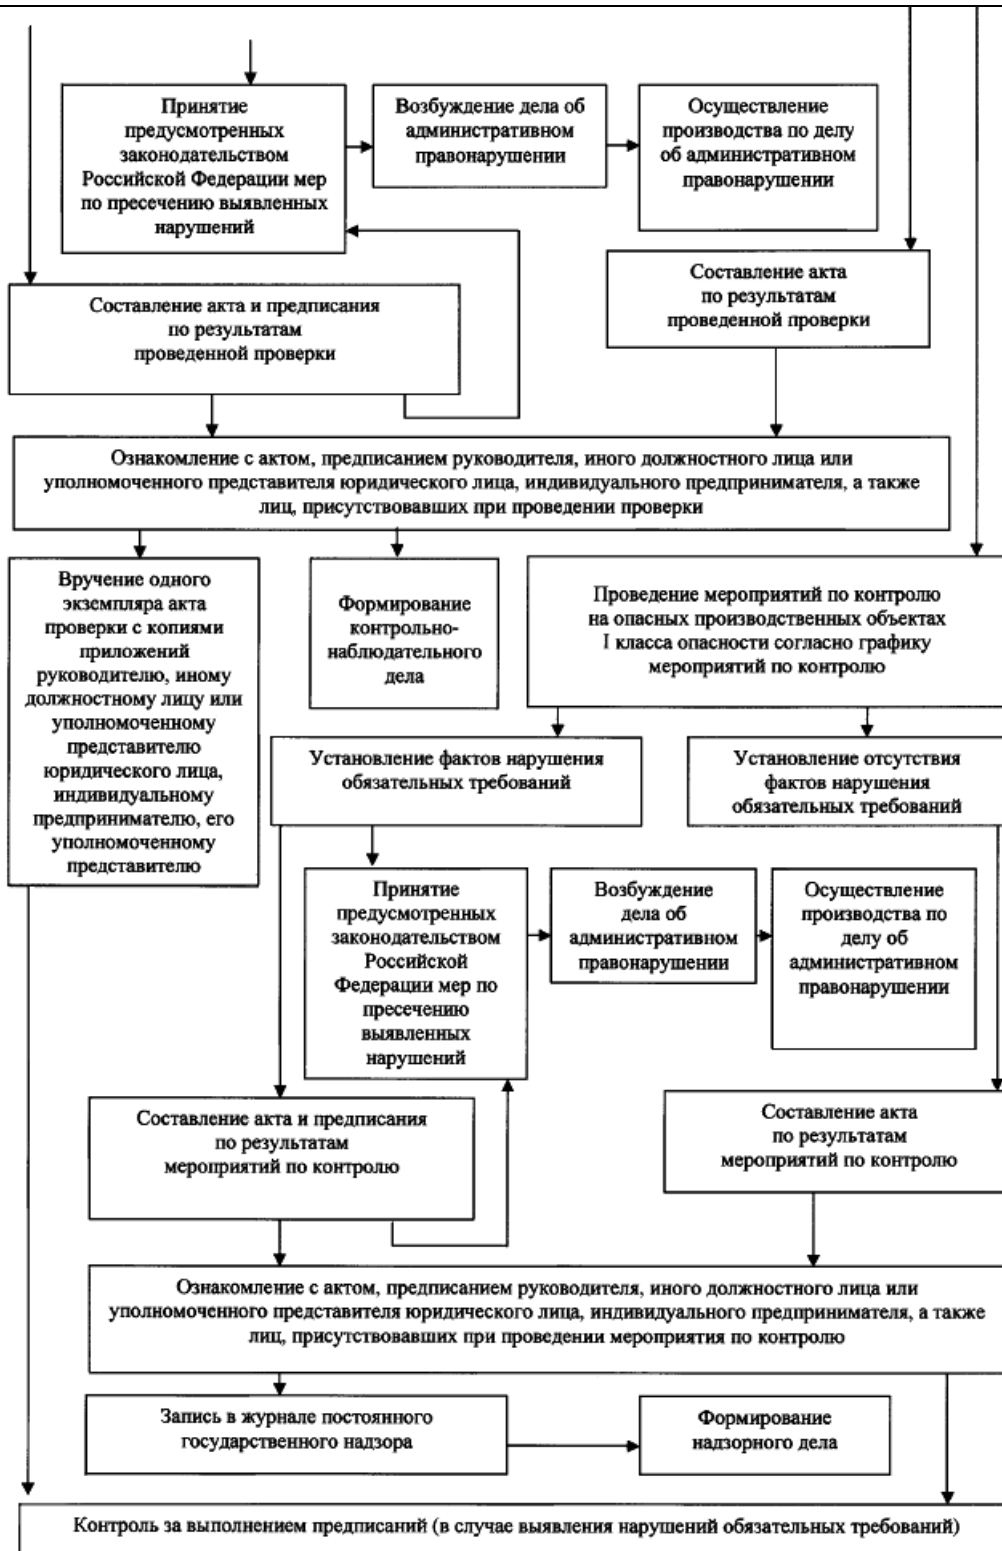 Принятие
предусмотренных
законодательством
Российской Федерации мер
по пресечению выявленных
нарушений
Возбуждение дела об
административном
правонарушении
Осуществление
производства по делу
об административном
правонарушении
Составление акта и предписания
по результатам
проведенной проверки
Составление акта
по результатам
проведенной проверки
Ознакомление с актом, предписанием руководителя, иного должностного лица или
уполномоченного представителя юридического лица, индивидуального предпринимателя, а также
лиц, присутствовавших при проведении проверки
Вручение одного
экземпляра акта
проверки с копиями
приложений
руководителю, иному
должностному лицу или
уполномоченному
представителю
юридического лица,
индивидуальному
предпринимателю, его
уполномоченному
представителю
Формирование
контрольно-
наблюдательного
дела
Проведение мероприятий по контролю
на опасных производственных объектах
I класса опасности согласно графику
мероприятий по контролю
Установление фактов нарушения
обязательных требований
Установление отсутствия
фактов нарушения
обязательных требований
Принятие
предусмотренных
законодательством
Российской
Федерации мер по
пресечению
выявленных
нарушений
Возбуждение
дела об
административном
правонарушении
Осуществление
производства по
делу об
административном
правонарушении
Составление акта и предписания
по результатам
мероприятий по контролю
Составление акта
по результатам
мероприятий по контролю
Ознакомление с актом, предписанием руководителя, иного должностного лица или
уполномоченного представителя юридического лица, индивидуального предпринимателя, а также
лиц, присутствовавших при проведении мероприятия по контролю
Запись в журнале постоянного
государственного надзора
Формирование
надзорного дела
Контроль за выполнением предписаний (в случае выявления нарушений обязательных требований)